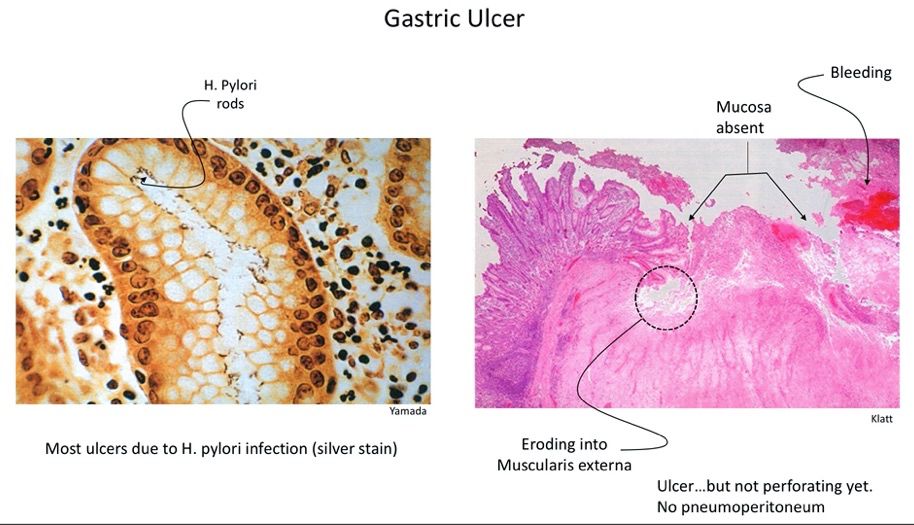 Gastric Ulcer
H. Pylori
rods
Bleeding
Mucosa
absent
Yamada
Klatt
Most ulcers due to H. pylori infection (silver stain)
Eroding into
Muscularis externa
Ulcer...but not perforating yet.
No pneumoperitoneum